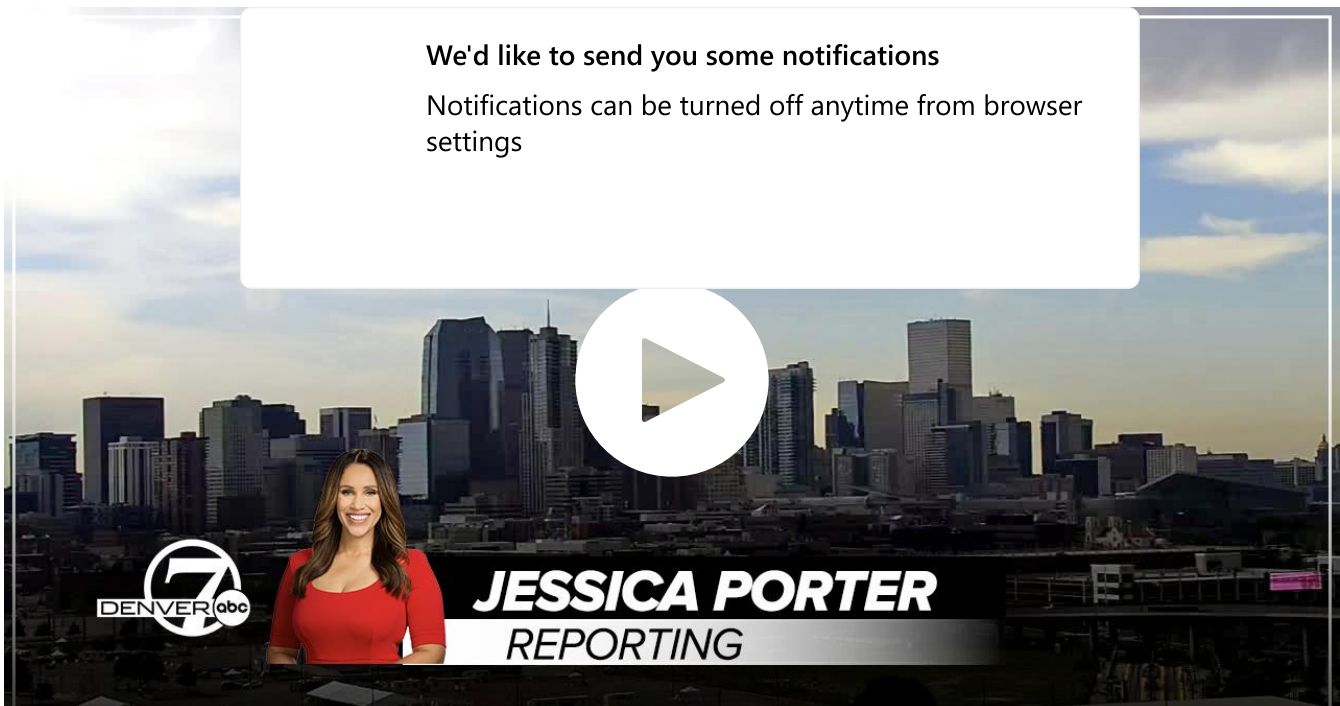 We'd like to send you some notifications
Notifications can be turned off anytime from browser
settings
7
DENVER abc
JESSICA PORTER
REPORTING